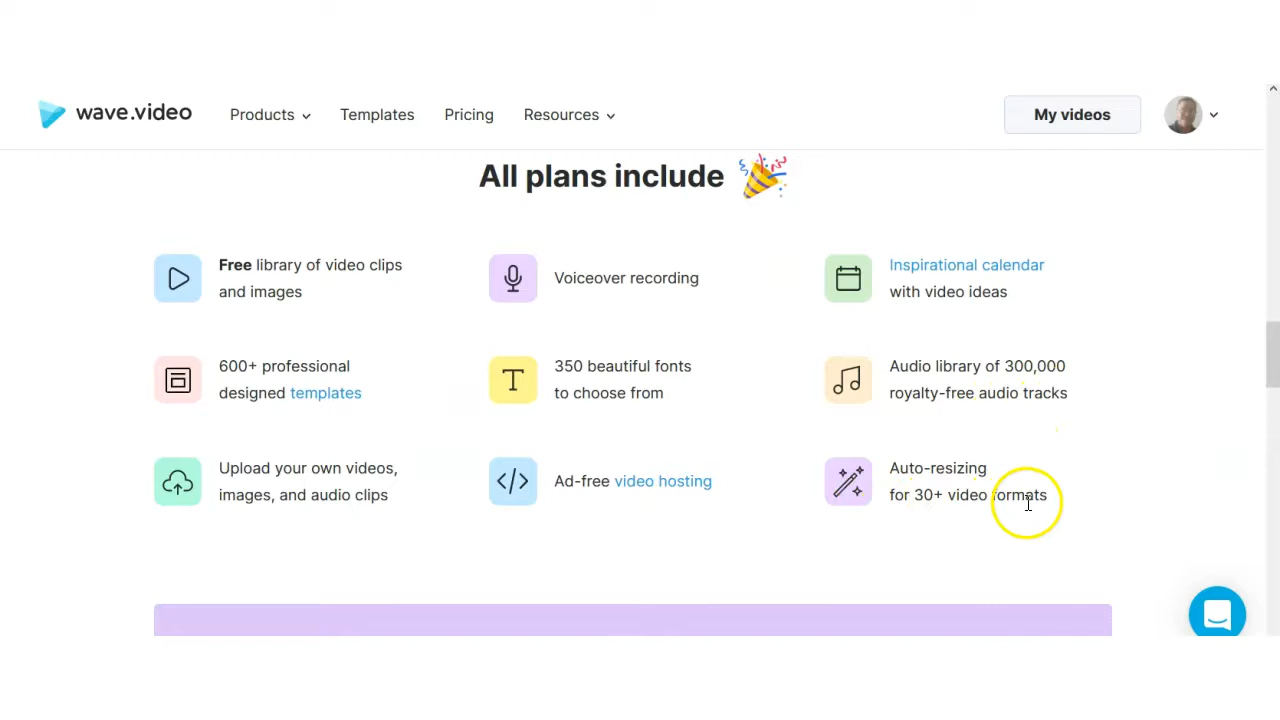 wave.video
Products
Templates
Pricing
Resources
My videos
All plans include
Free library of video clips
and images
Voiceover recording
Inspirational calendar
with video ideas
600+ professional
designed templates
350 beautiful fonts
to choose from
Audio library of 300,000
royalty-free audio tracks
Upload your own videos,
images, and audio clips
Ad-free video hosting
Auto-resizing
for 30+ video formats